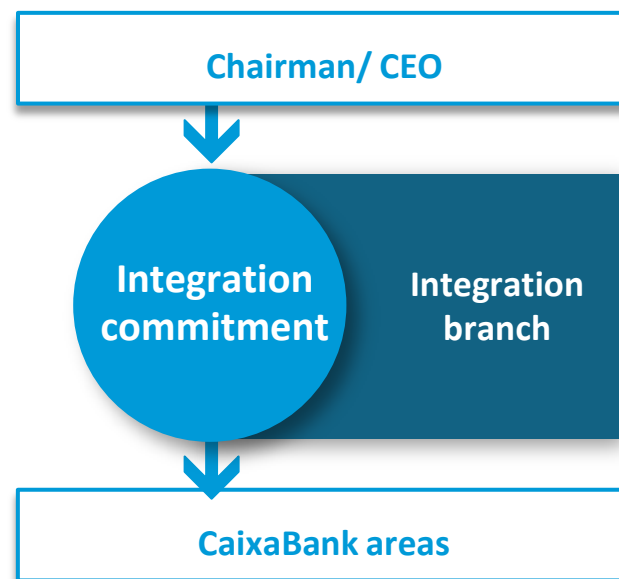 Chairman/ CEO
Integration
commitment
Integration
branch
CaixaBank areas